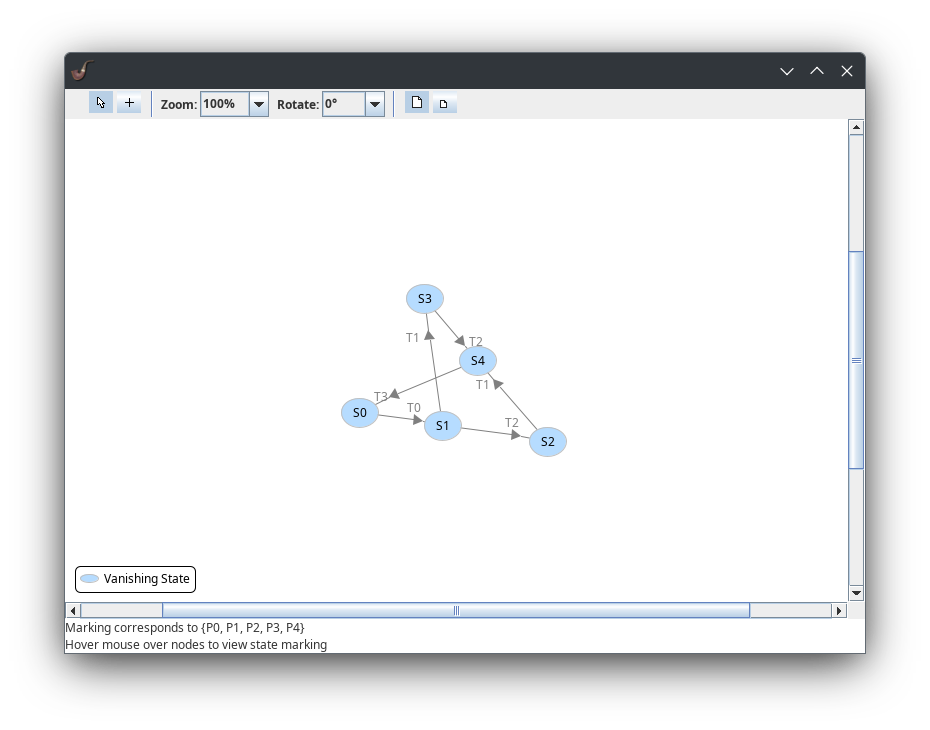 Zoom: 100% Rotate: 0°
S3
T1
T2
S4
T1
T3
S0
T0
S1
T2
S2
Vanishing State
Marking corresponds to {P0, P1, P2, P3, P4}
Hover mouse over nodes to view state marking